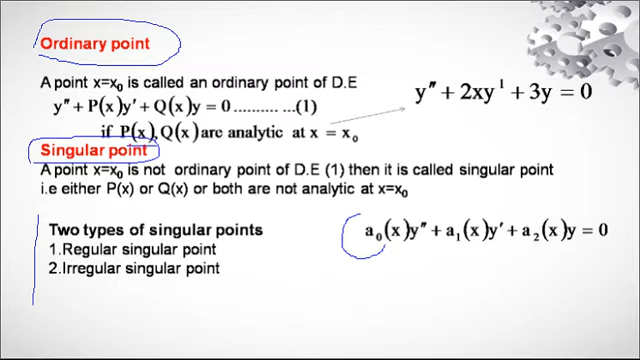 Ordinary point
A point x=x₀ is called an ordinary point of D.E
y″ + P(x)y′ + Q(x)y = 0.......... ...(1)
y″ + 2xy¹ + 3y = 0
if P(x),Q(x) are analytic at x = x₀
Singular point
A point x=x₀ is not ordinary point of D.E (1) then it is called singular point
i.e either P(x) or Q(x) or both are not analytic at x=x₀
Two types of singular points
1.Regular singular point
2.Irregular singular point
a₀(x)y″ + a₁(x)y′ + a₂(x)y = 0